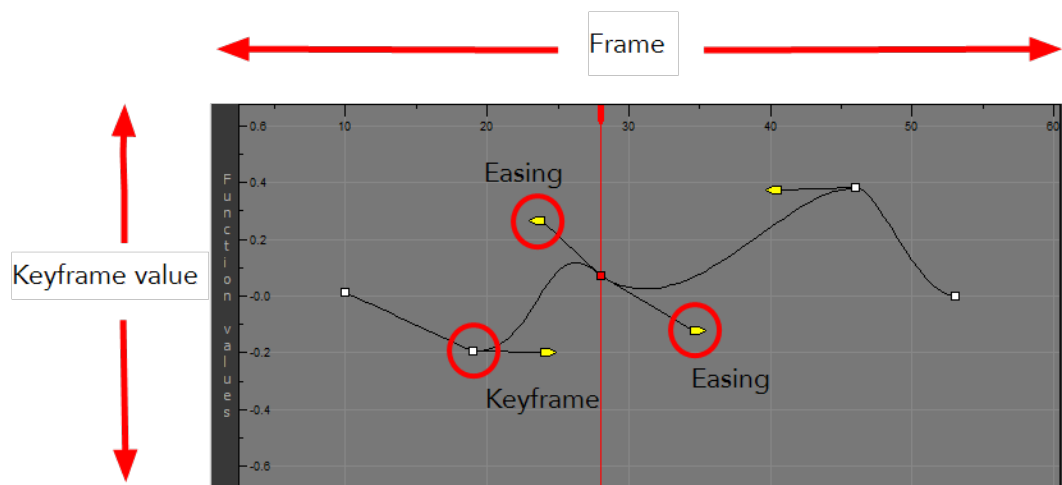 Frame
10 20 30 40 50 60
0.6
Easing
0.4
0.2
Keyframe value
-0.0
Function values
-0.2
Easing
Keyframe
-0.4
-0.6